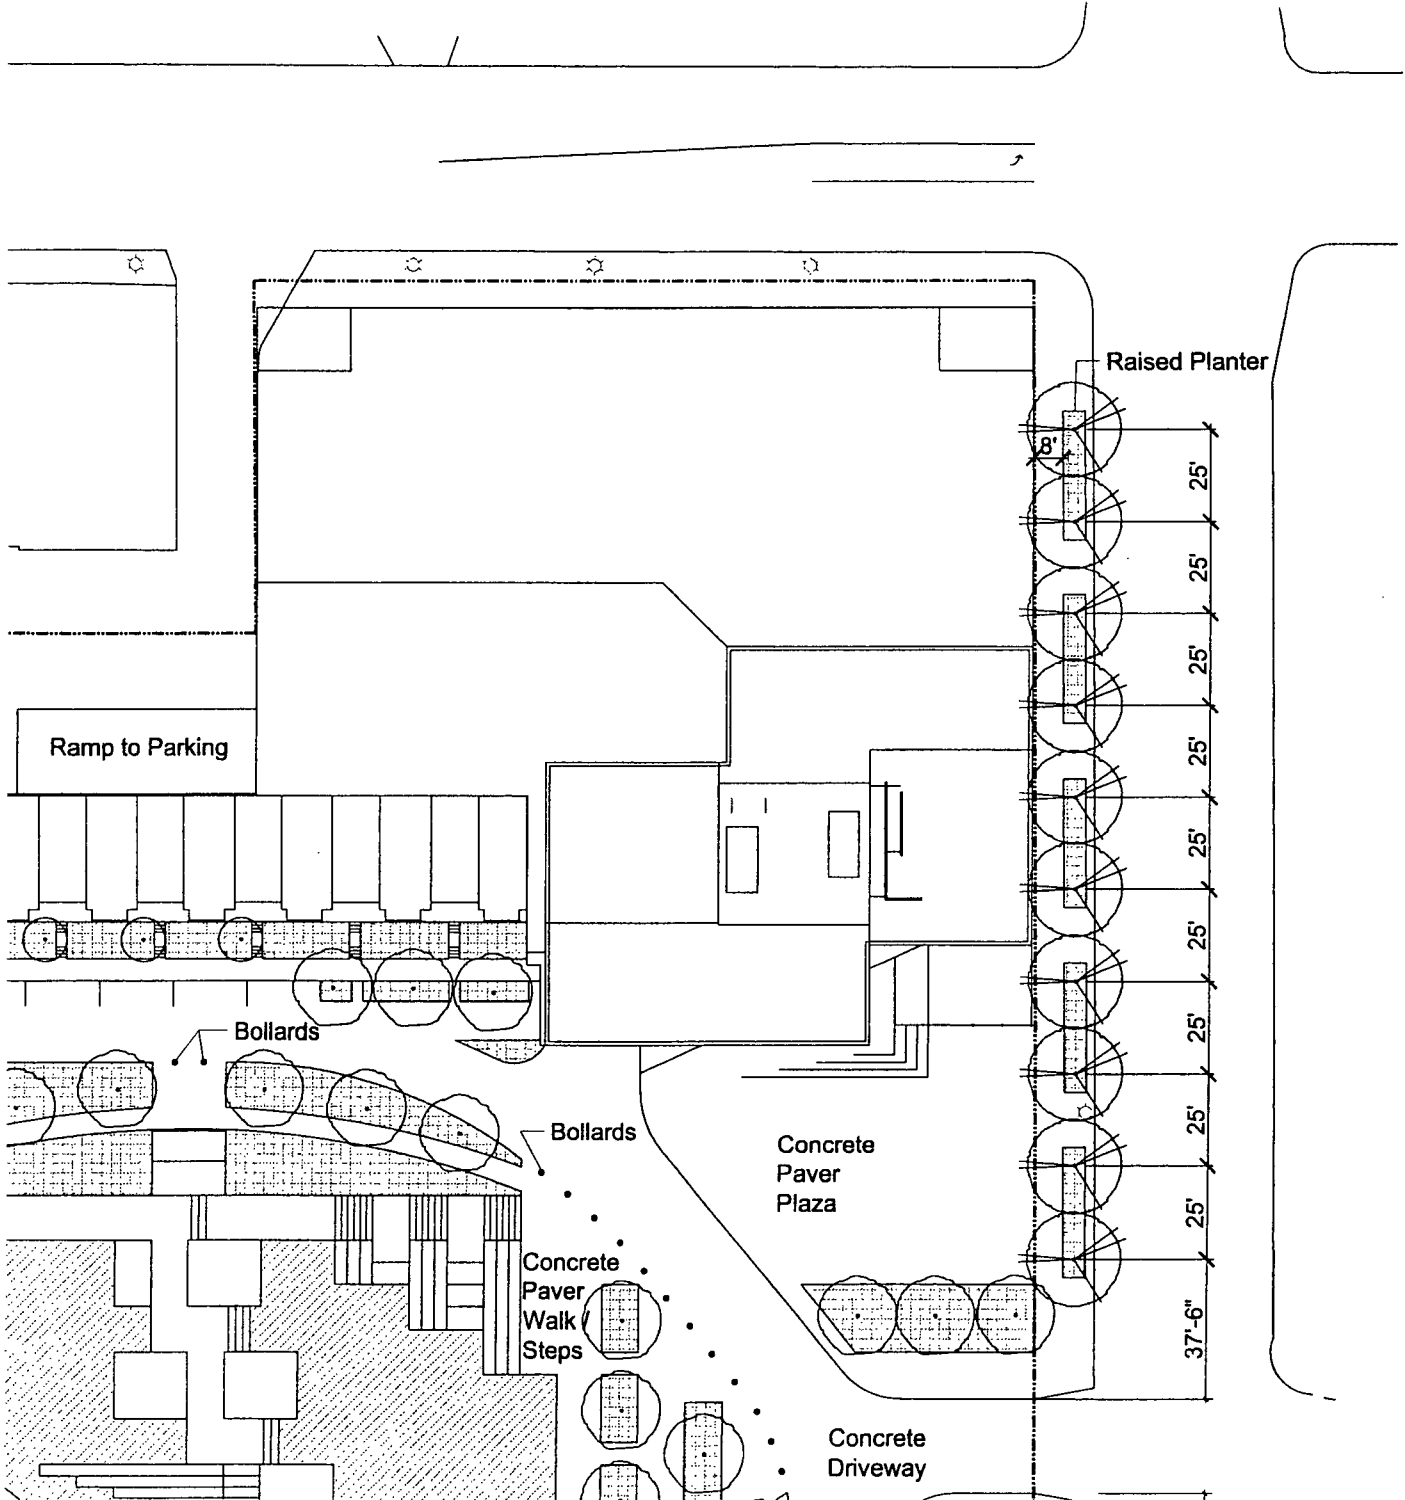 Raised Planter
8'
25'
25'
25'
25'
25'
25'
25'
25'
25'
37'-6"
Ramp to Parking
Bollards
Bollards
Concrete
Paver
Plaza
Concrete
Paver
Walk /
Steps
Concrete
Driveway